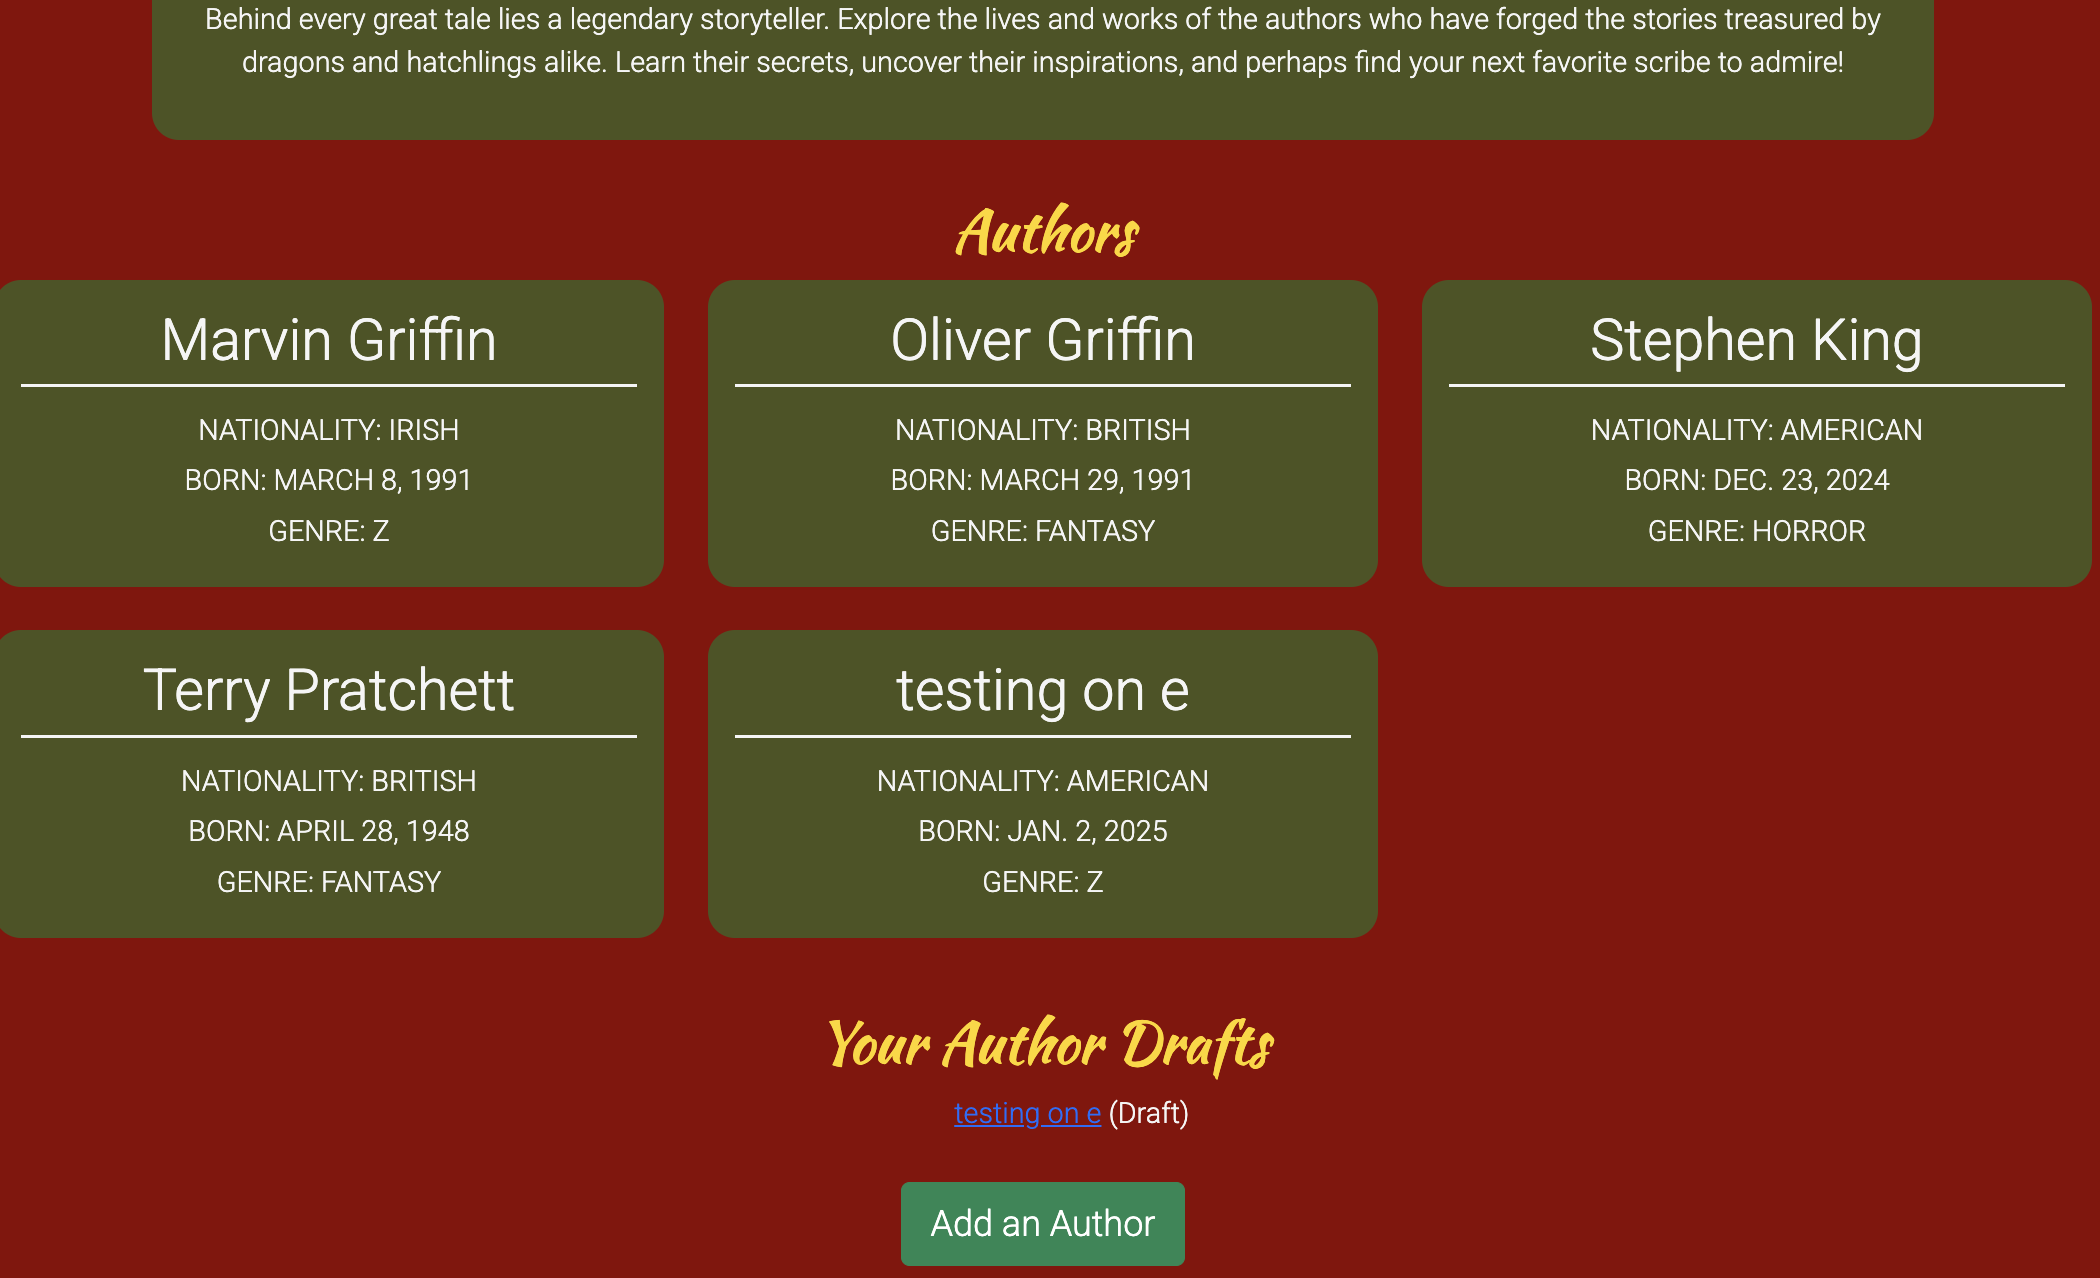 Behind every great tale lies a legendary storyteller. Explore the lives and works of the authors who have forged the stories treasured by
dragons and hatchlings alike. Learn their secrets, uncover their inspirations, and perhaps find your next favorite scribe to admire!
Authors
Marvin Griffin
NATIONALITY: IRISH
BORN: MARCH 8, 1991
GENRE: Z
Oliver Griffin
NATIONALITY: BRITISH
BORN: MARCH 29, 1991
GENRE: FANTASY
Stephen King
NATIONALITY: AMERICAN
BORN: DEC. 23, 2024
GENRE: HORROR
Terry Pratchett
NATIONALITY: BRITISH
BORN: APRIL 28, 1948
GENRE: FANTASY
testing on e
NATIONALITY: AMERICAN
BORN: JAN. 2, 2025
GENRE: Z
Your Author Drafts
testing on e (Draft)
Add an Author